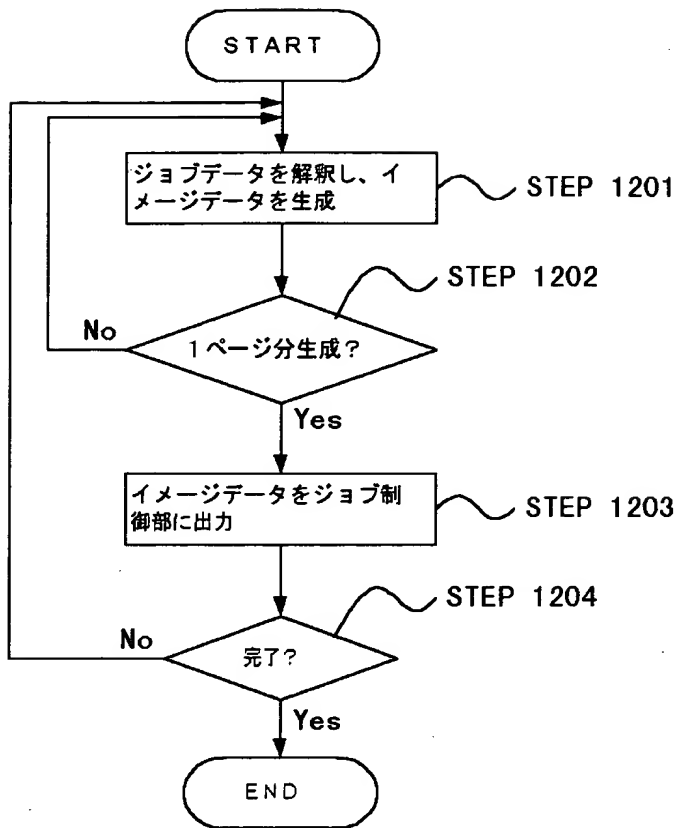 START
ジョブデータを解釈し、イ
メージデータを生成
STEP 1201
STEP 1202
No
1ページ分生成?
Yes
イメージデータをジョブ制
御部に出力
STEP 1203
STEP 1204
No
完了?
Yes
END